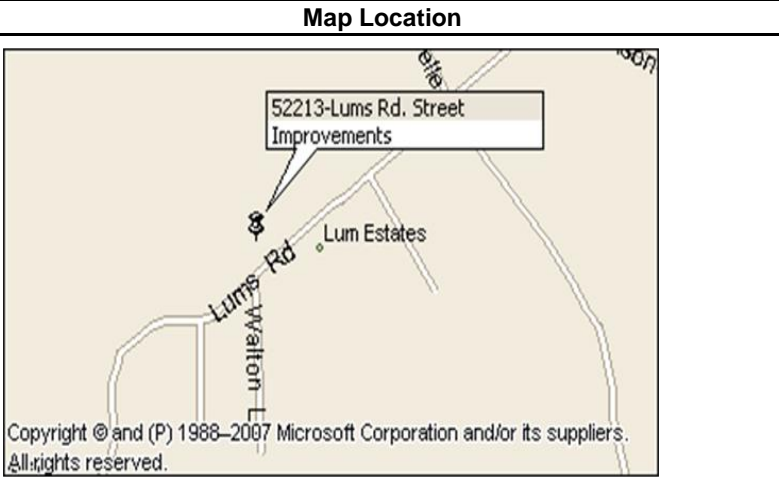 Map Location
52213-Lums Rd. Street
Improvements
Lum Estates
Lums Rd
Walton L
Copyright © and (P) 1988–2007 Microsoft Corporation and/or its suppliers.
All rights reserved.